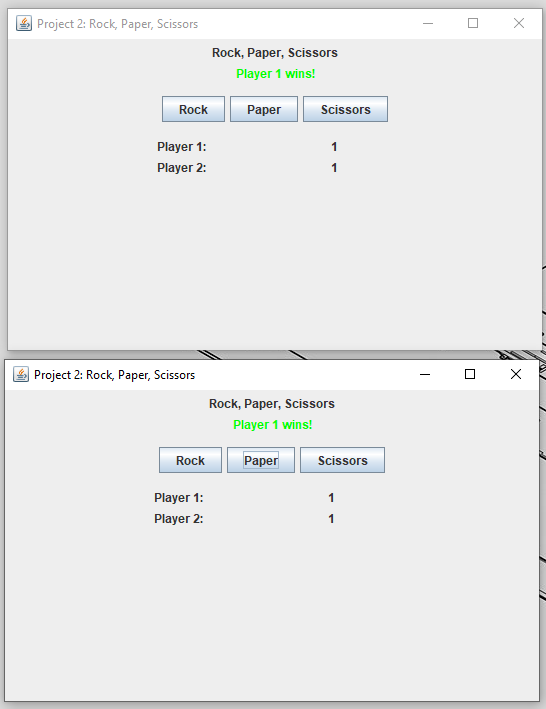 Project 2: Rock, Paper, Scissors
Rock, Paper, Scissors
Player 1 wins!
Rock Paper Scissors
Player 1: 1
Player 2: 1
Project 2: Rock, Paper, Scissors
Rock, Paper, Scissors
Player 1 wins!
Rock Paper Scissors
Player 1: 1
Player 2: 1